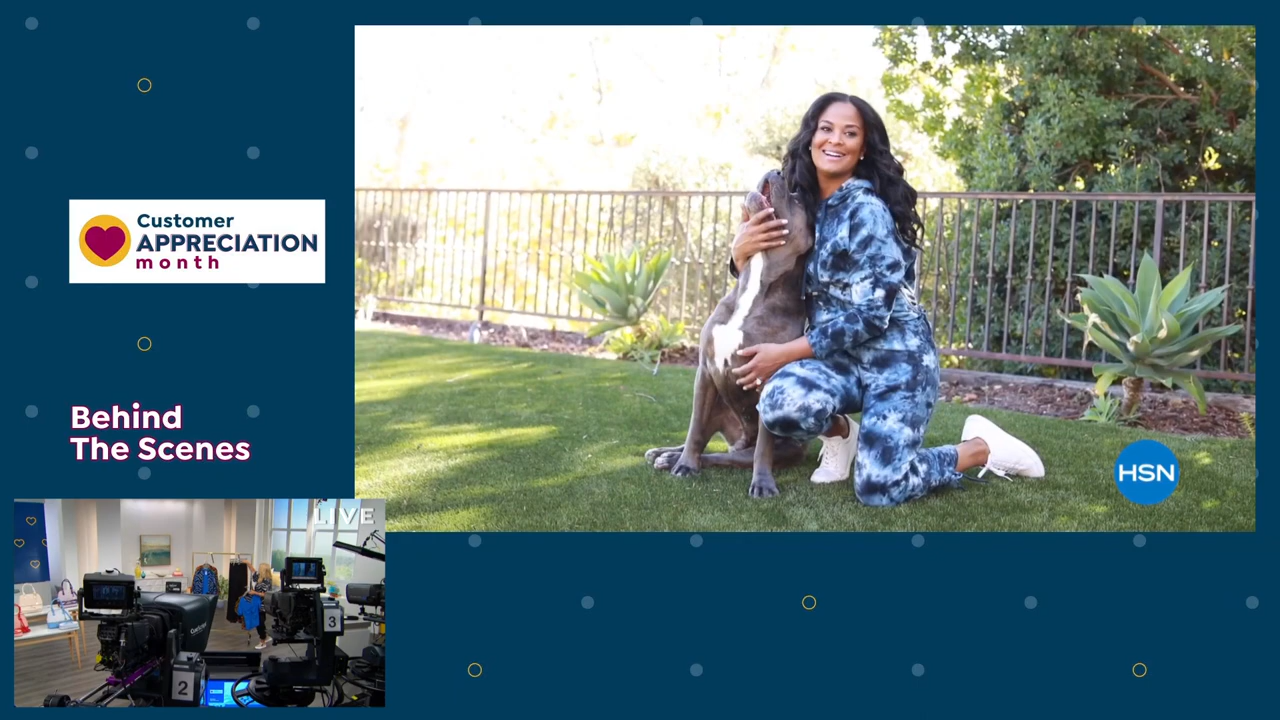 Customer
APPRECIATION
month
Behind
The Scenes
HSN
LIVE
3
2